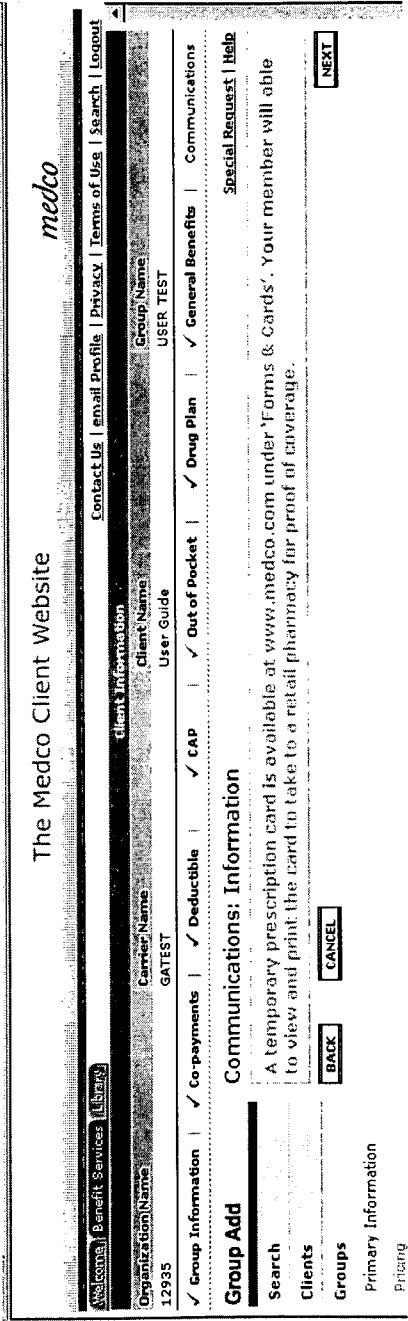 The Medco Client Website
medco
Welcome | Benefit Services | Library
Contact Us | email Profile | Privacy | Terms of Use | Search | Logout
Client Information
Organization Name Carrier Name Client Name Group Name
12935 GATEST User Guide USER TEST
✓ Group Information | ✓ Co-payments | ✓ Deductible | ✓ CAP | ✓ Out of Pocket | ✓ Drug Plan | ✓ General Benefits | Communications
Group Add
Communications: Information
Special Request | Help
Search
Clients
Groups
Primary Information
Pricing
A temporary prescription card is available at www.medco.com under 'Forms & Cards'. Your member will able
to view and print the card to take to a retail pharmacy for proof of coverage.
BACK CANCEL NEXT